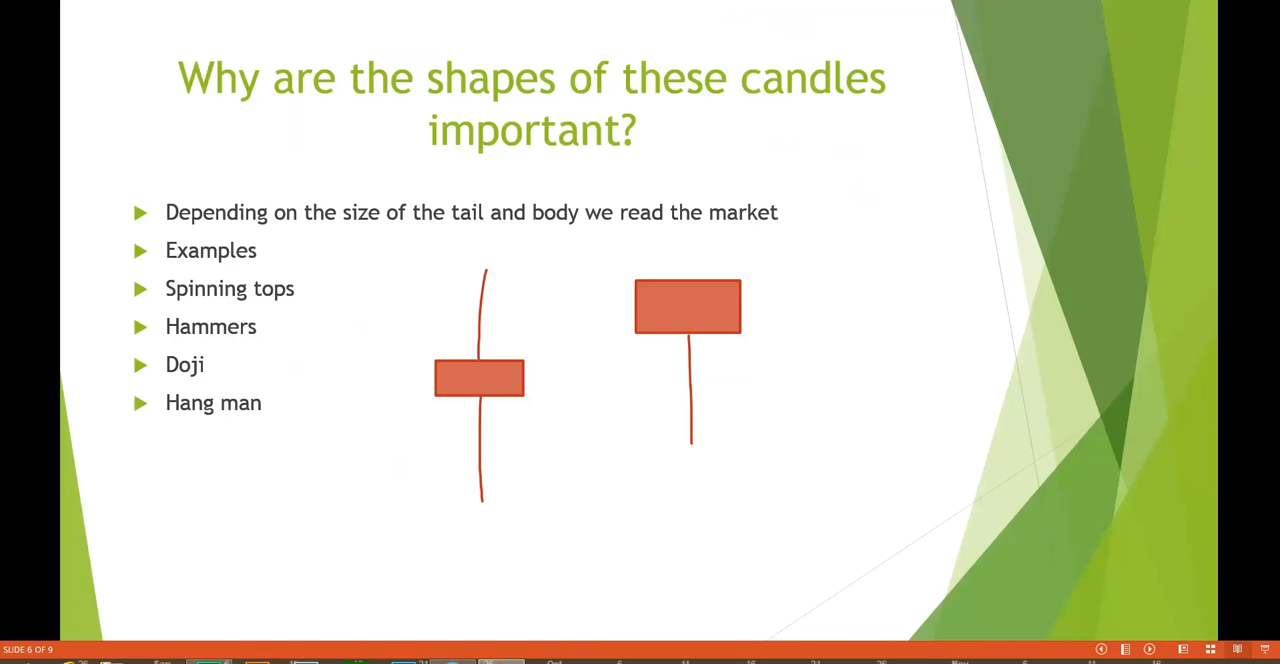 Why are the shapes of these candles
important?
Depending on the size of the tail and body we read the market
Examples
Spinning tops
Hammers
Doji
Hang man
SLIDE 6 OF 9